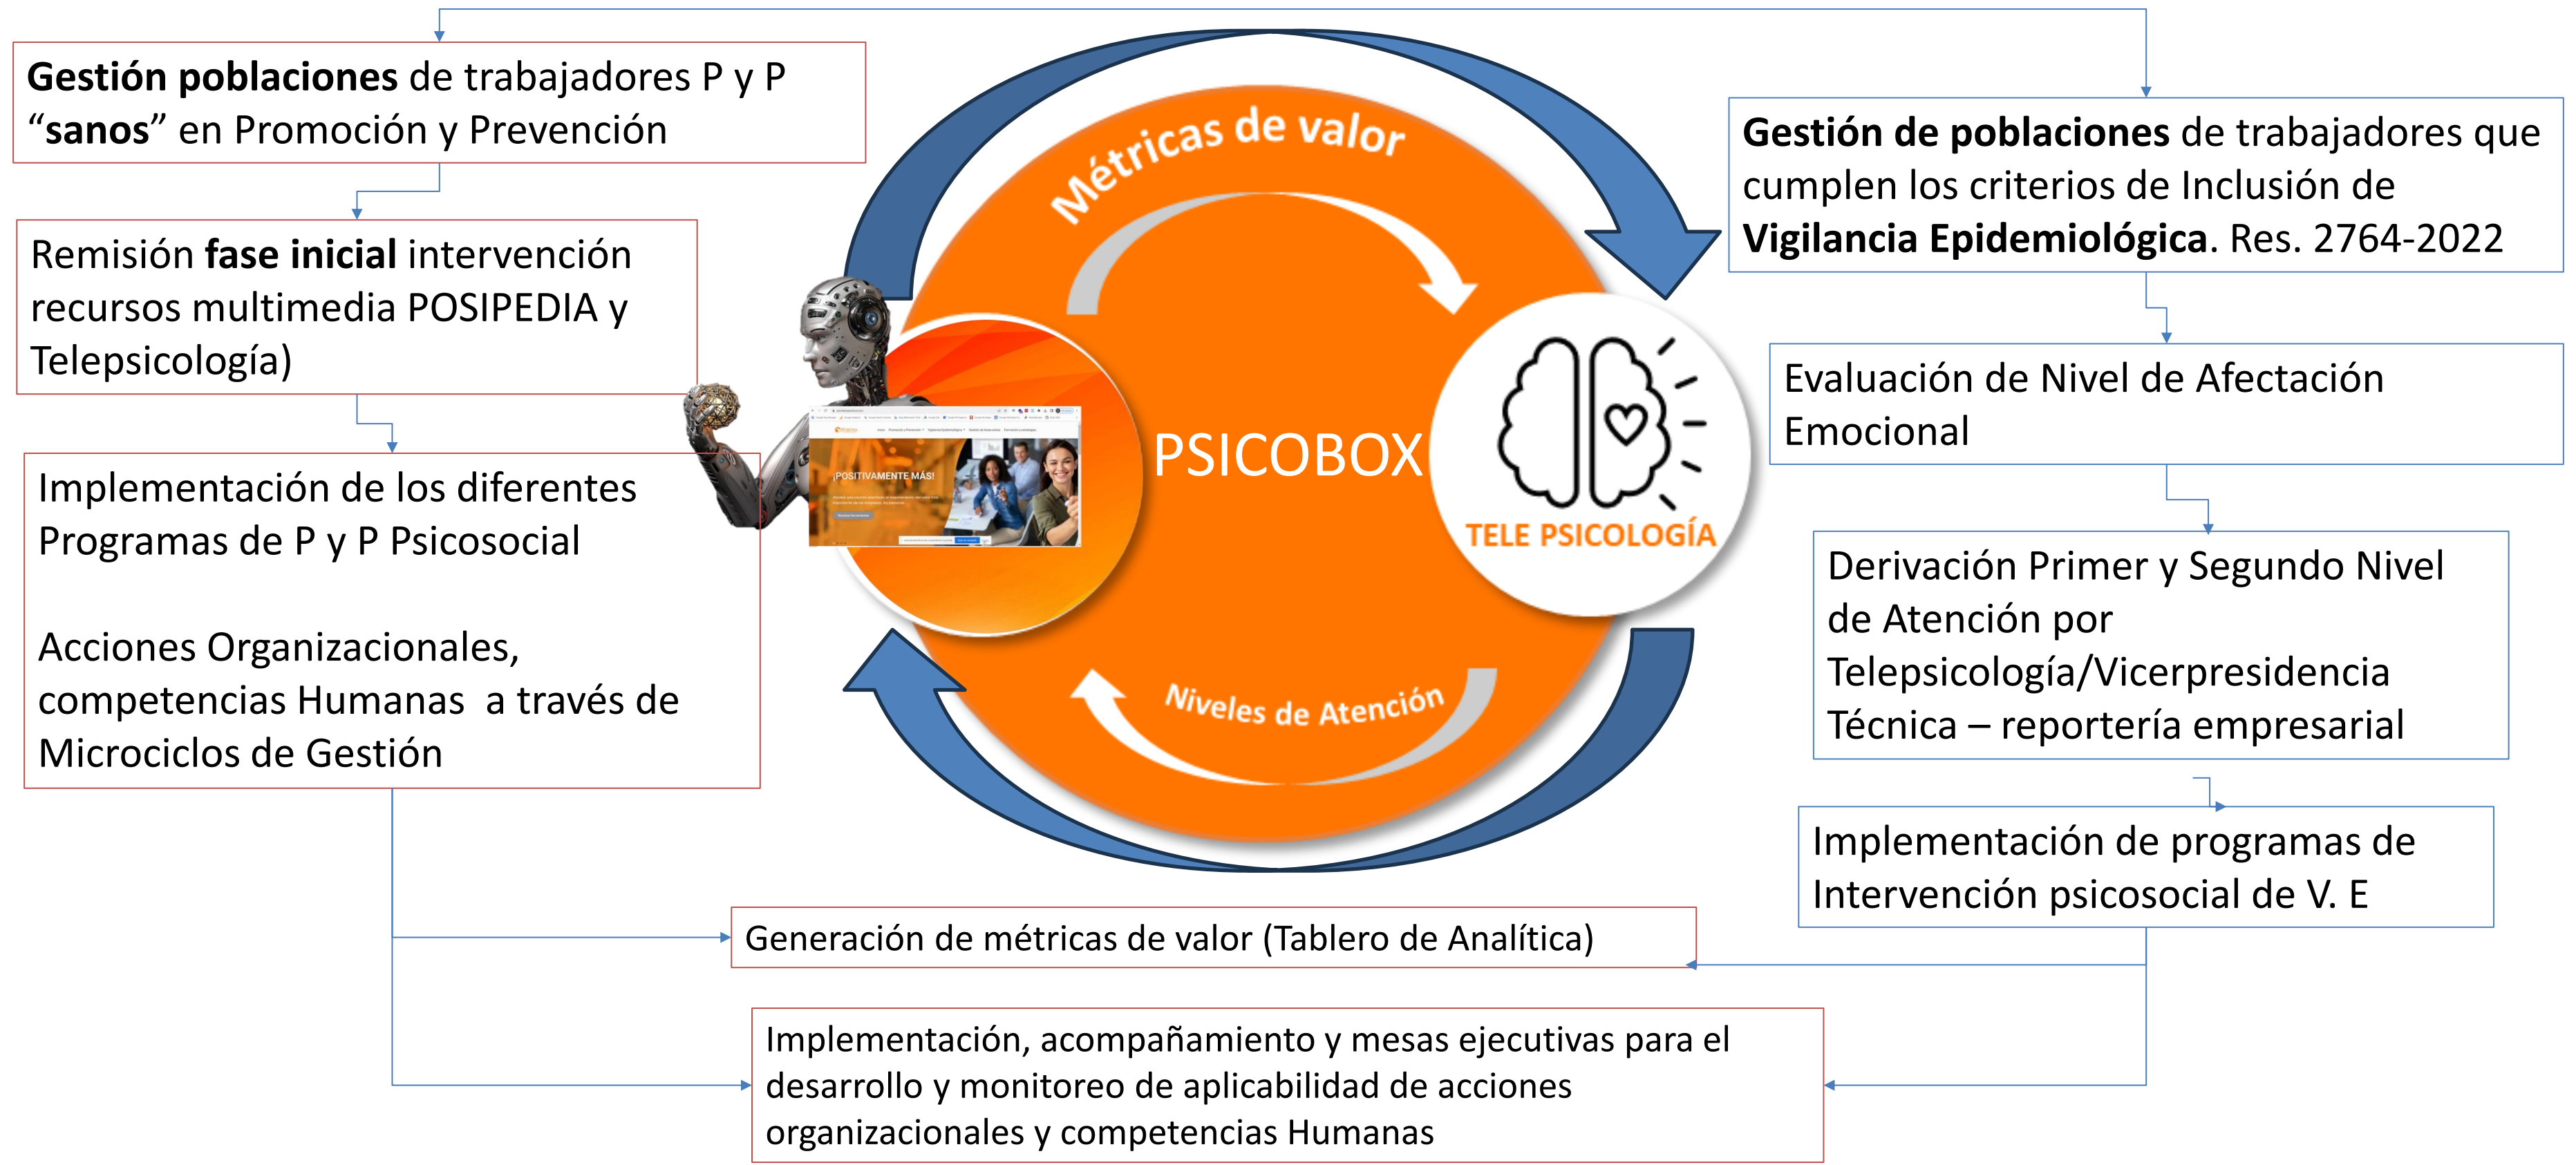 Gestión poblaciones de trabajadores P y P
“sanos” en Promoción y Prevención
Remisión fase inicial intervención
recursos multimedia POSIPEDIA y
Telepsicología)
Implementación de los diferentes
Programas de P y P Psicosocial
Acciones Organizacionales,
competencias Humanas  a través de
Microciclos de Gestión
Métricas de valor
¡POSITIVAMENTE MÁS!
PSICOBOX
TELE PSICOLOGÍA
Niveles de Atención
Gestión de poblaciones de trabajadores que
cumplen los criterios de Inclusión de
Vigilancia Epidemiológica. Res. 2764-2022
Evaluación de Nivel de Afectación
Emocional
Derivación Primer y Segundo Nivel
de Atención por
Telepsicología/Vicerpresidencia
Técnica – reportería empresarial
Implementación de programas de
Intervención psicosocial de V. E
Generación de métricas de valor (Tablero de Analítica)
Implementación, acompañamiento y mesas ejecutivas para el
desarrollo y monitoreo de aplicabilidad de acciones
organizacionales y competencias Humanas